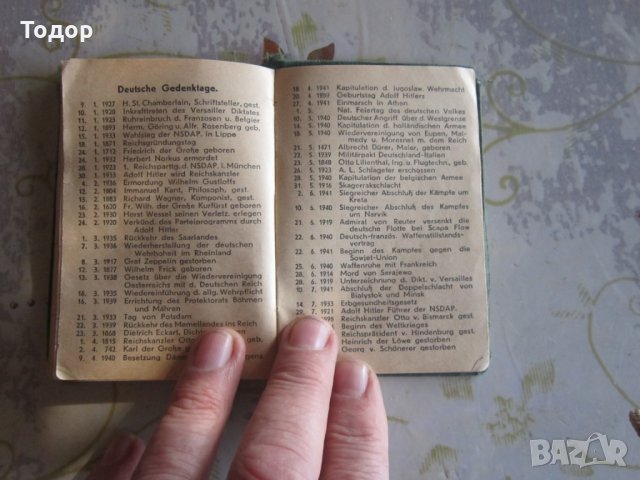 Тодор
Deutsche Gedenktage.
9. 1. 1927 H. St. Chamberlain, Schriftsteller, gest.
10. 1. 1920 Inkrafttreten des Versailler Diktates
11. 1. 1923 Ruhreinbruch d. Franzosen u. Belgier
12. 1. 1893 Herm. Göring u. Alfr. Rosenberg geb.
15. 1. 1933 Wahlsieg der NSDAP. in Lippe
18. 1. 1871 Reichsgründungstag
24. 1. 1712 Friedrich der Große geboren
24. 1. 1932 Herbert Norkus ermordet
28. 1. 1923 1. Reichspartg. d. NSDAP. i. München
30. 1. 1933 Adolf Hitler wird Reichskanzler
4. 2. 1936 Ermordung Wilhelm Gustloffs
12. 2. 1804 Immanuel Kant, Philosoph, gest.
13. 2. 1883 Richard Wagner, Komponist, gest.
16. 2. 1620 Fr. Wilh. der Große Kurfürst geboren
23. 2. 1930 Horst Wessel seinen Verletz. erlegen
24. 2. 1920 Verkünd. des Parteiprogramms durch
Adolf Hitler
1. 3. 1935 Rückkehr des Saarlandes
7. 3. 1936 Wiederherstellung der deutschen
Wehrhoheit im Rheinland
8. 3. 1917 Graf Zeppelin gestorben
12. 3. 1877 Wilhelm Frick geboren
13. 3. 1938 Gesetz über die Wiedervereinigung
Oesterreichs mit d. Deutschen Reich
16. 3. 1935 Wiedereinführung d. allg. Wehrpflicht
16. 3. 1939 Errichtung des Protektorats Böhmen
und Mähren
21. 3. 1933 Tag von Potsdam
22. 3. 1939 Rückkehr des Memellandes ins Reich
23. 3. 1868 Dietrich Eckart, Dichter
1. 4. 1815 Reichskanzler Otto geb.
2. 4. 742 Karl der Große
9. 4. 1940 Besetzung
18. 4. 1941 Kapitulation d. jugoslaw. Wehrmacht
20. 4. 1889 Geburtstag Adolf Hitlers
27. 4. 1941 Einmarsch in Athen
1. 5. Nat. Feiertag des deutschen Volkes
10. 5. 1940 Deutscher Angriff über d. Westgrenze
14. 5. 1940 Kapitulation d. holländischen Armee
18. 5. 1940 Wiedervereinigung von Eupen, Malmedy
u. Moresnet m. dem Reich
21. 5. 1471 Albrecht Dürer, Maler, geboren
22. 5. 1939 Militärpakt Deutschland-Italien
23. 5. 1848 Otto Lilienthal, Ing. u. Flugtechn., geb.
26. 5. 1923 A. L. Schlageter erschossen
28. 5. 1940 Kapitulation der belgischen Armee
31. 5. 1916 Skagerrakschlacht
2. 6. 1941 Siegreicher Abschluß der Kämpfe um
Kreta
10. 6. 1940 Siegreicher Abschluß des Kampfes
um Narvik
21. 6. 1919 Admiral von Reuter versenkt die
deutsche Flotte bei Scapa Flow
22. 6. 1940 Deutsch-französ. Waffenstillstandsvertrag
22. 6. 1941 Beginn des Kampfes gegen die
Sowjet-Union
25. 6. 1940 Waffenruhe mit Frankreich
28. 6. 1914 Mord von Sarajewo
28. 6. 1919 Unterzeichnung d. Dikt. v. Versailles
10. 7. 1941 Abschluß der Doppelschlacht von
Bialystok und Minsk
14. 7. 1933 Erbgesundheitsgesetz
29. 7. 1921 Adolf Hitler Führer der NSDAP.
1898 Reichskanzler Otto v. Bismarck gest.
Beginn des Weltkrieges
Reichspräsident v. Hindenburg gest.
Heinrich der Löwe gestorben
Georg v. Schönerer gestorben
BAZAR
.bg